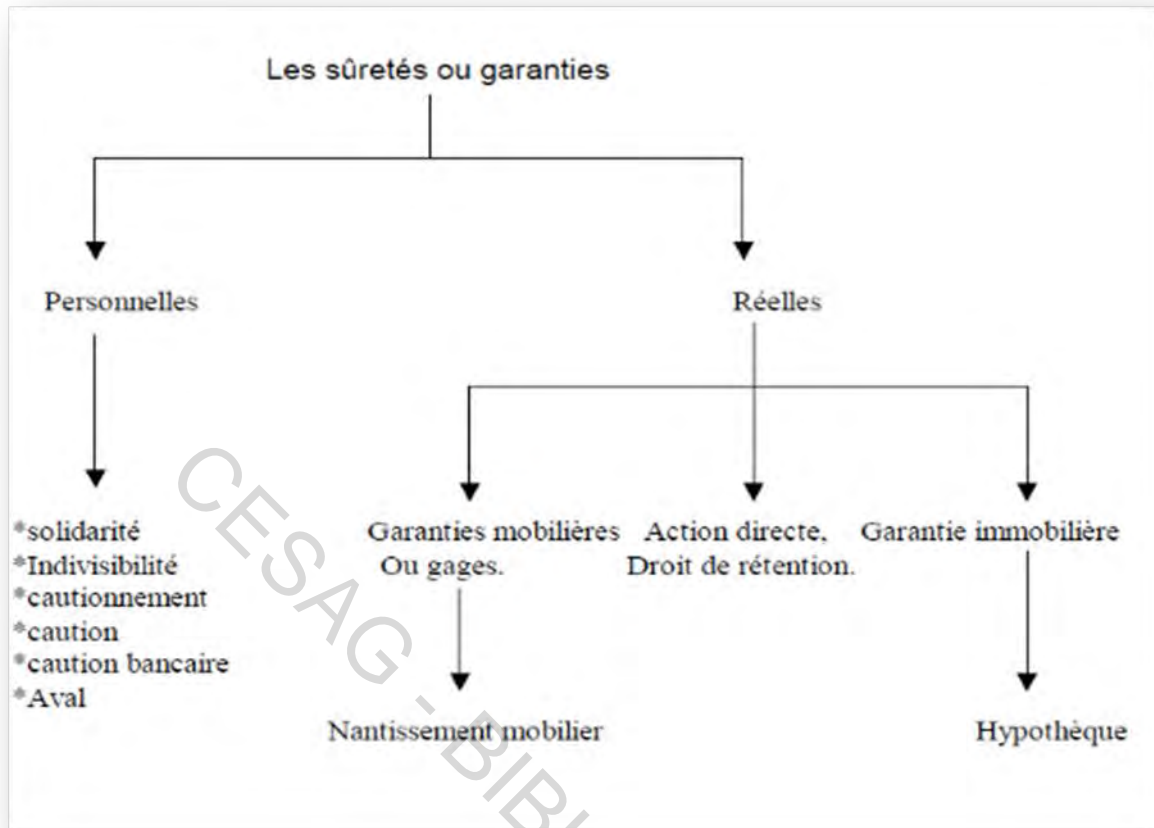 Les sûretés ou garanties
Personnelles
Réelles
*solidarité
*Indivisibilité
*cautionnement
*caution
*caution bancaire
*Aval
Garanties mobilières
Ou gages.
Action directe,
Droit de rétention.
Garantie immobilière
Nantissement mobilier
Hypothèque
CESAG - BIBL